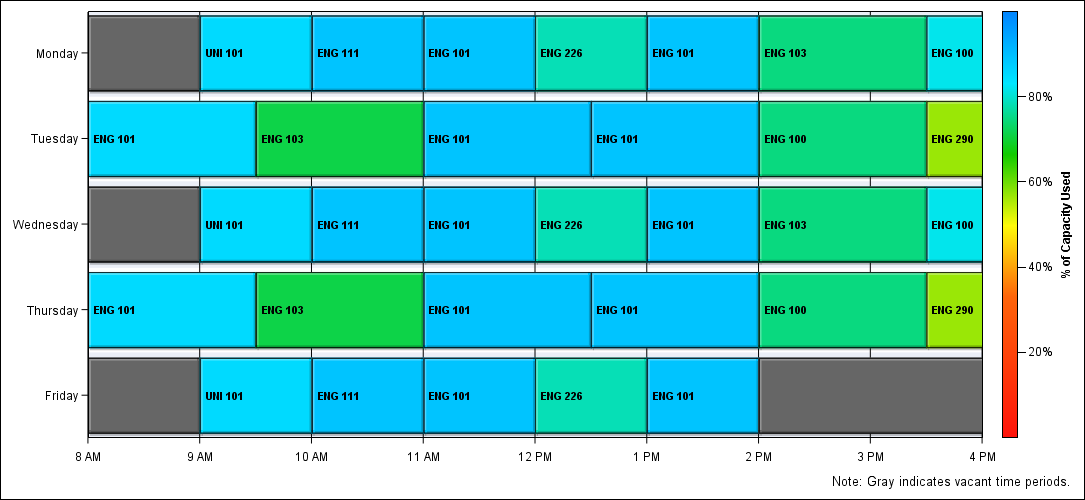 Monday
UNI 101
ENG 111
ENG 101
ENG 226
ENG 101
ENG 103
ENG 100
Tuesday
ENG 101
ENG 103
ENG 101
ENG 101
ENG 100
ENG 290
Wednesday
UNI 101
ENG 111
ENG 101
ENG 226
ENG 101
ENG 103
ENG 100
Thursday
ENG 101
ENG 103
ENG 101
ENG 101
ENG 100
ENG 290
Friday
UNI 101
ENG 111
ENG 101
ENG 226
ENG 101
8 AM
9 AM
10 AM
11 AM
12 PM
1 PM
2 PM
3 PM
4 PM
80%
60%
40%
20%
% of Capacity Used
Note: Gray indicates vacant time periods.